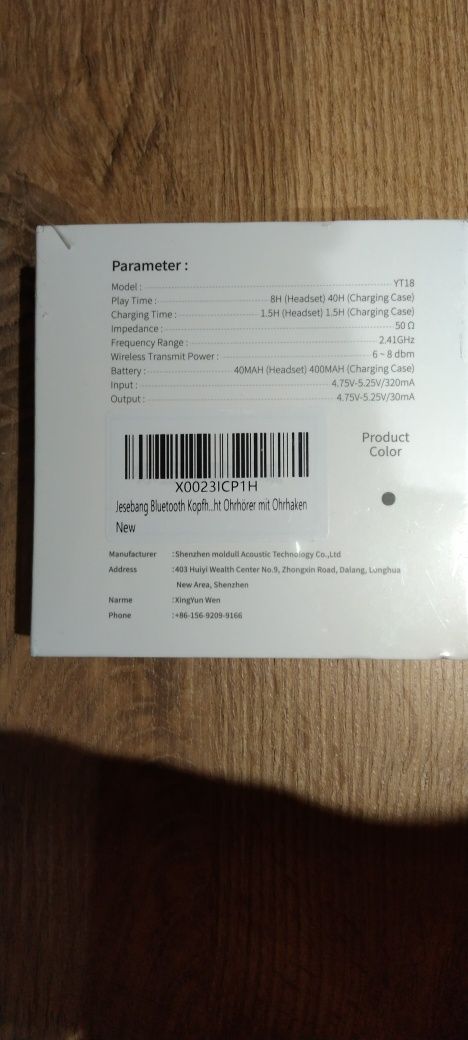 Parameter :
Model : YT18
Play Time : 8H (Headset) 40H (Charging Case)
Charging Time : 1.5H (Headset) 1.5H (Charging Case)
Impedance : 50 Ω
Frequency Range : 2.41GHz
Wireless Transmit Power : 6 ~ 8 dbm
Battery : 40MAH (Headset) 400MAH (Charging Case)
Input : 4.75V-5.25V/320mA
Output : 4.75V-5.25V/30mA
Product
Color
X0023ICP1H
Jesebang Bluetooth Kopfh...ht Ohrhörer mit Ohrhaken
New
Manufacturer :Shenzhen moldull Acoustic Technology Co.,Ltd
Address :403 Huiyi Wealth Center No.9, Zhongxin Road, Dalang, Longhua
New Area, Shenzhen
Narme :XingYun Wen
Phone :+86-156-9209-9166